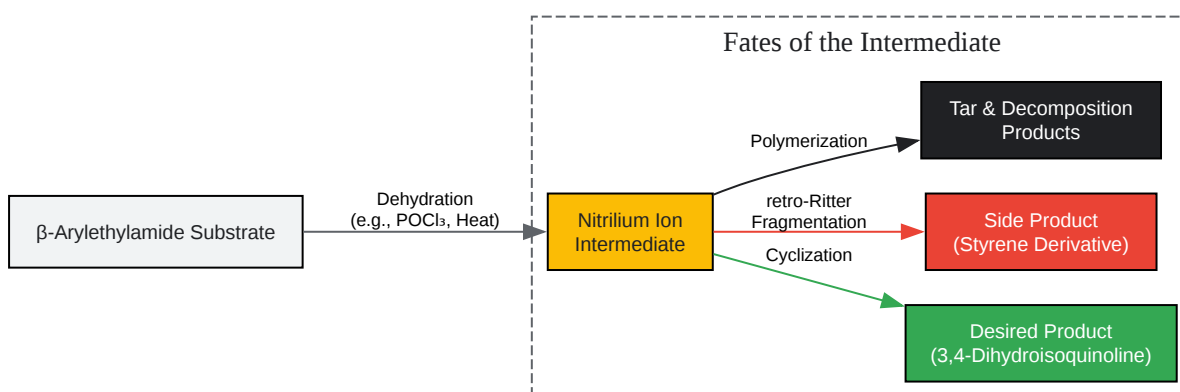 Fates of the Intermediate
Tar & Decomposition
Products
Polymerization
β-Arylethylamide Substrate
Dehydration
(e.g., POCl₃, Heat)
Nitrilium Ion
Intermediate
retro-Ritter
Fragmentation
Side Product
(Styrene Derivative)
Cyclization
Desired Product
(3,4-Dihydroisoquinoline)